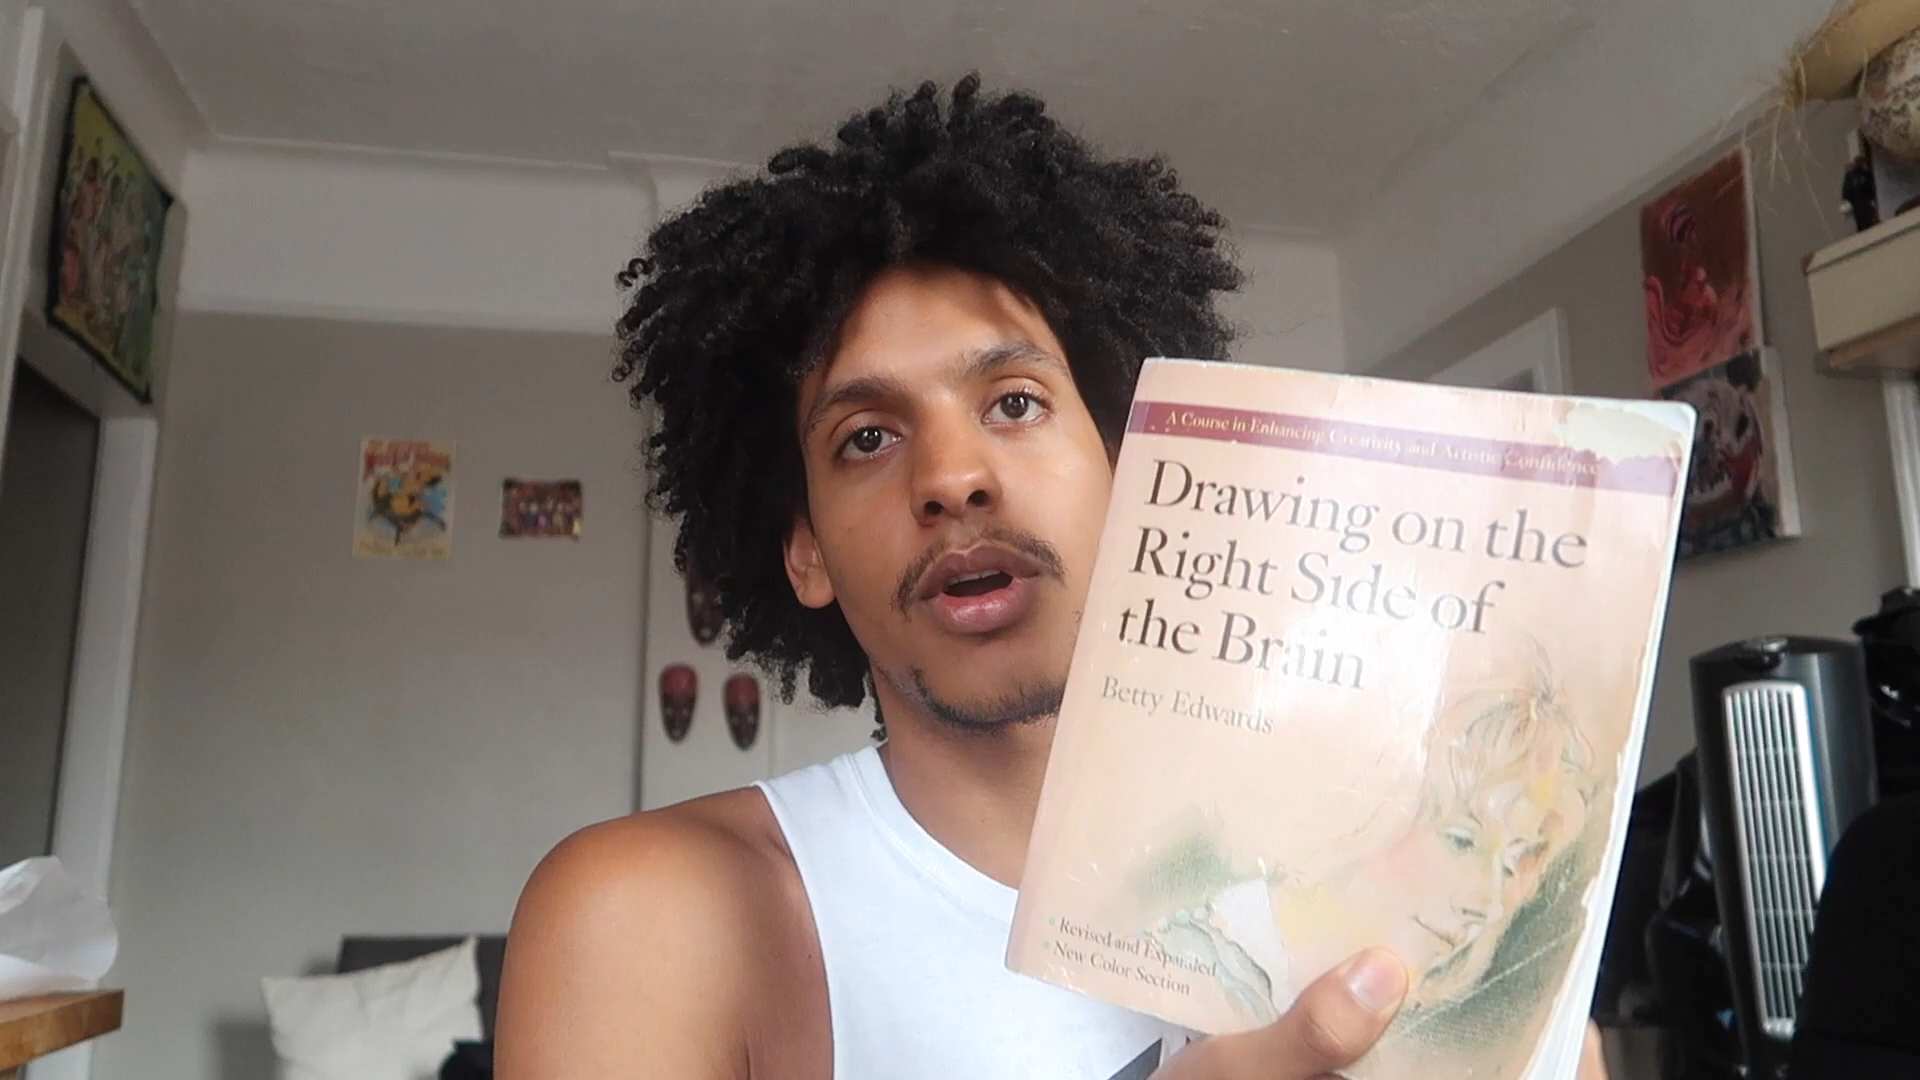 A Course in Enhancing Creativity and Artistic Confidence
Drawing on the
Right Side of
the Brain
Betty Edwards
• Revised and Expanded
• New Color Section